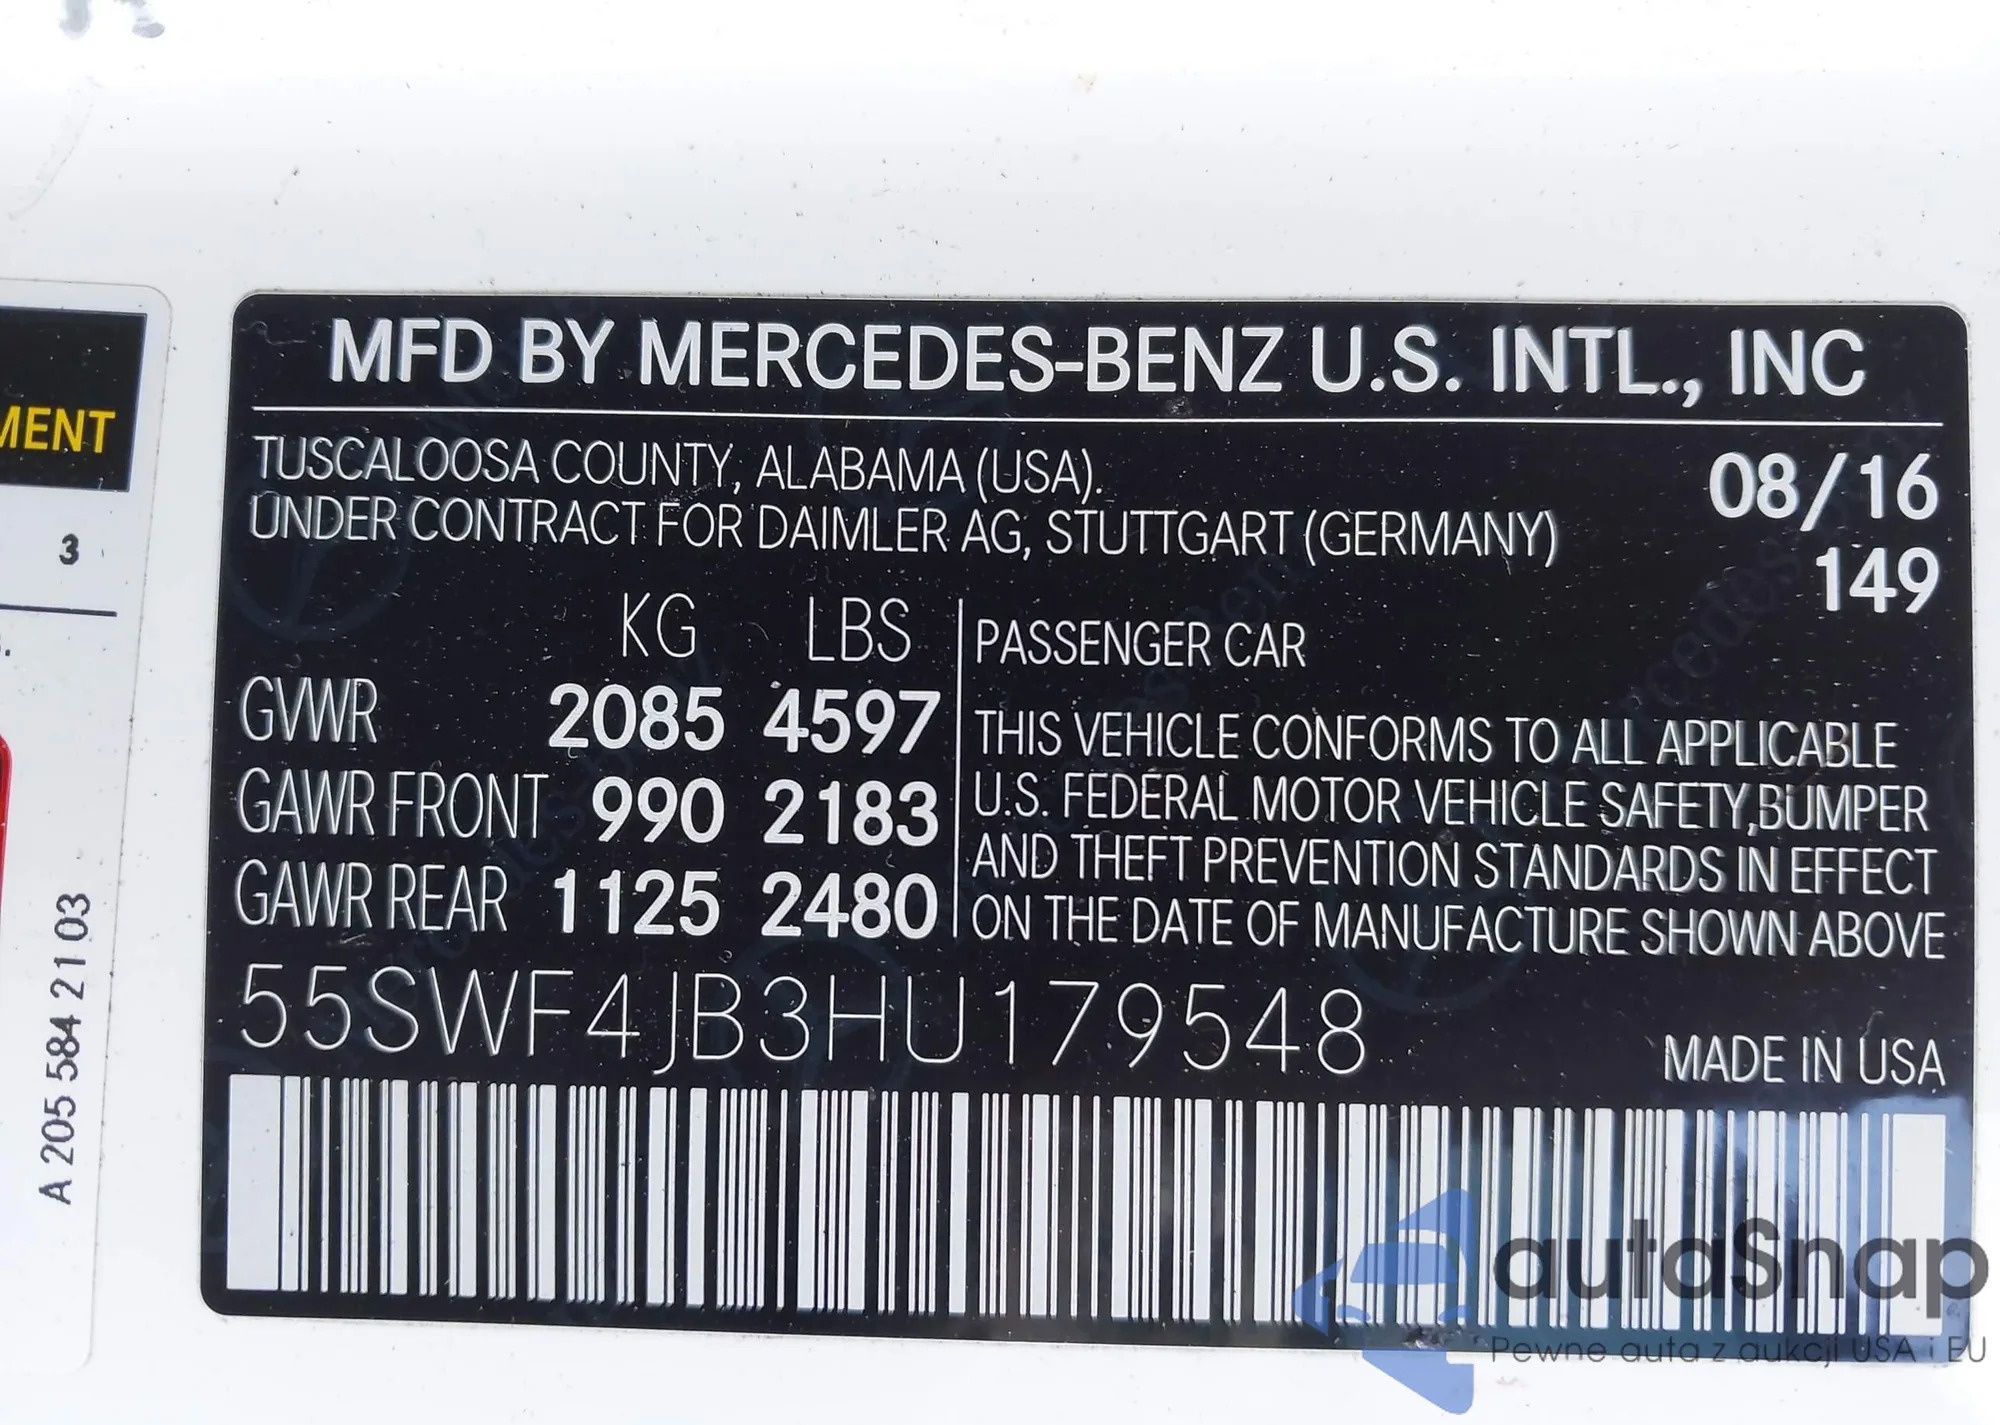 MFD BY MERCEDES-BENZ U.S. INTL., INC
TUSCALOOSA COUNTY, ALABAMA (USA).
UNDER CONTRACT FOR DAIMLER AG, STUTTGART (GERMANY)
08/16
149
KG LBS
GVWR 2085 4597
GAWR FRONT 990 2183
GAWR REAR 1125 2480
PASSENGER CAR
THIS VEHICLE CONFORMS TO ALL APPLICABLE
U.S. FEDERAL MOTOR VEHICLE SAFETY,BUMPER
AND THEFT PREVENTION STANDARDS IN EFFECT
ON THE DATE OF MANUFACTURE SHOWN ABOVE
55SWF4JB3HU179548
MADE IN USA
MENT
3
A 205 584 21 03
autaSnap
Pewne auta z aukcji USA i EU